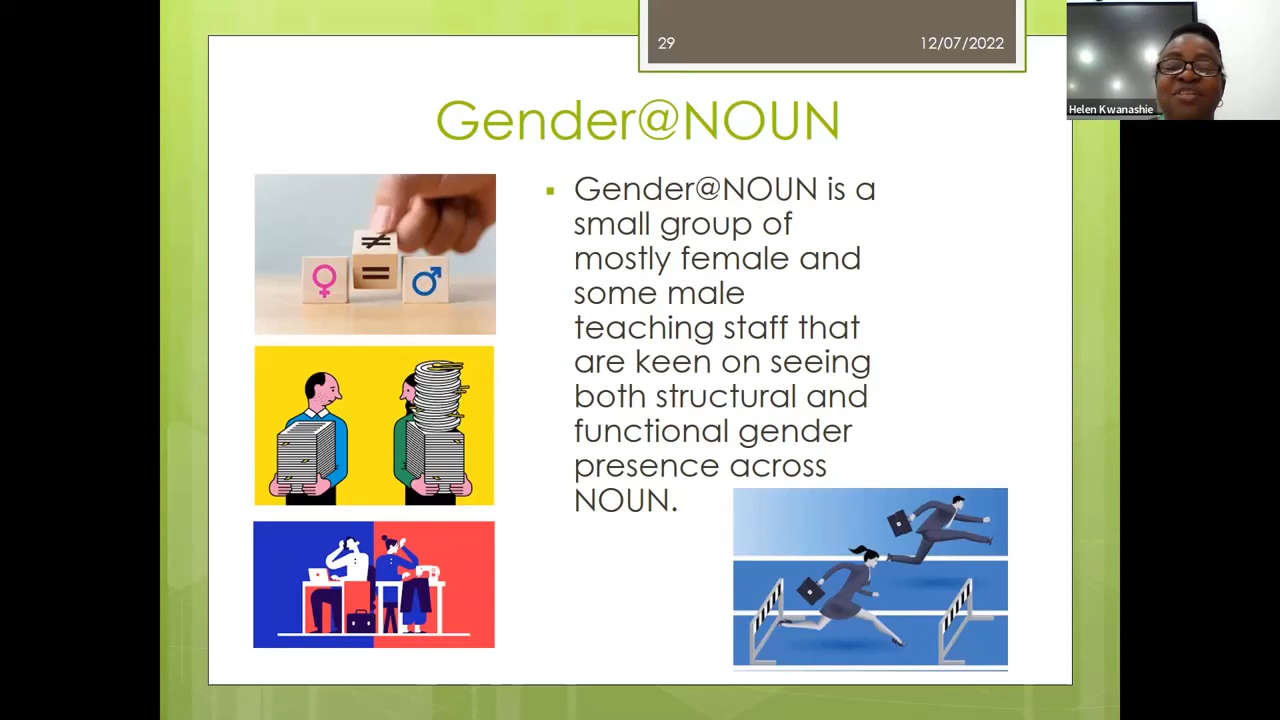 29
12/07/2022
Helen Kwanashie
Gender@NOUN
Gender@NOUN is a
small group of
mostly female and
some male
teaching staff that
are keen on seeing
both structural and
functional gender
presence across
NOUN.